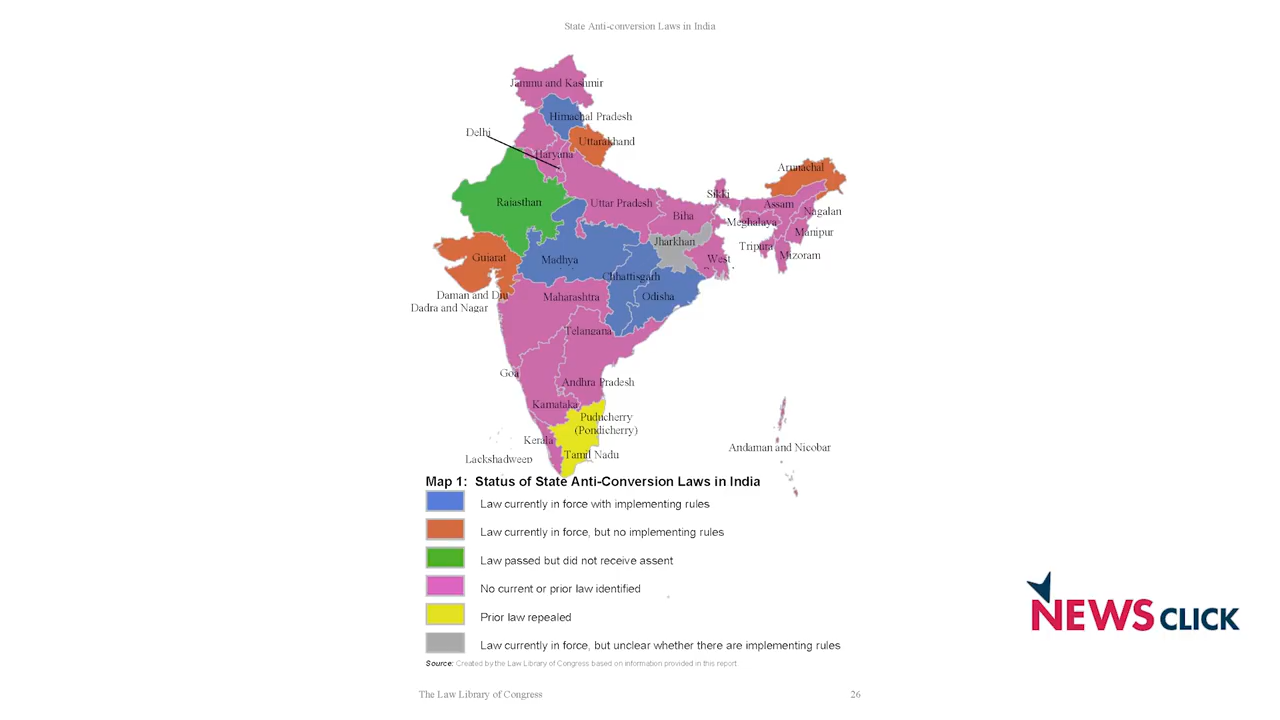 State Anti-conversion Laws in India
Jammu and Kashmir
Himachal Pradesh
Delhi
Uttarakhand
Haryana
Arunachal
Sikki
Rajasthan
Uttar Pradesh
Assam
Nagalan
Biha
Meghalaya
Manipur
Jharkhan
Tripura
Mizoram
Gujarat
Madhya
West
Chhattisgarh
Daman and Diu
Maharashtra
Odisha
Dadra and Nagar
Telangana
Goa
Andhra Pradesh
Karnataka
Puducherry
(Pondicherry)
Kerala
Andaman and Nicobar
Tamil Nadu
Lackshadweep
Map 1: Status of State Anti-Conversion Laws in India
Law currently in force with implementing rules
Law currently in force, but no implementing rules
Law passed but did not receive assent
No current or prior law identified
Prior law repealed
Law currently in force, but unclear whether there are implementing rules
Source: Created by the Law Library of Congress based on information provided in this report.
The Law Library of Congress
26
NEWSCLICK